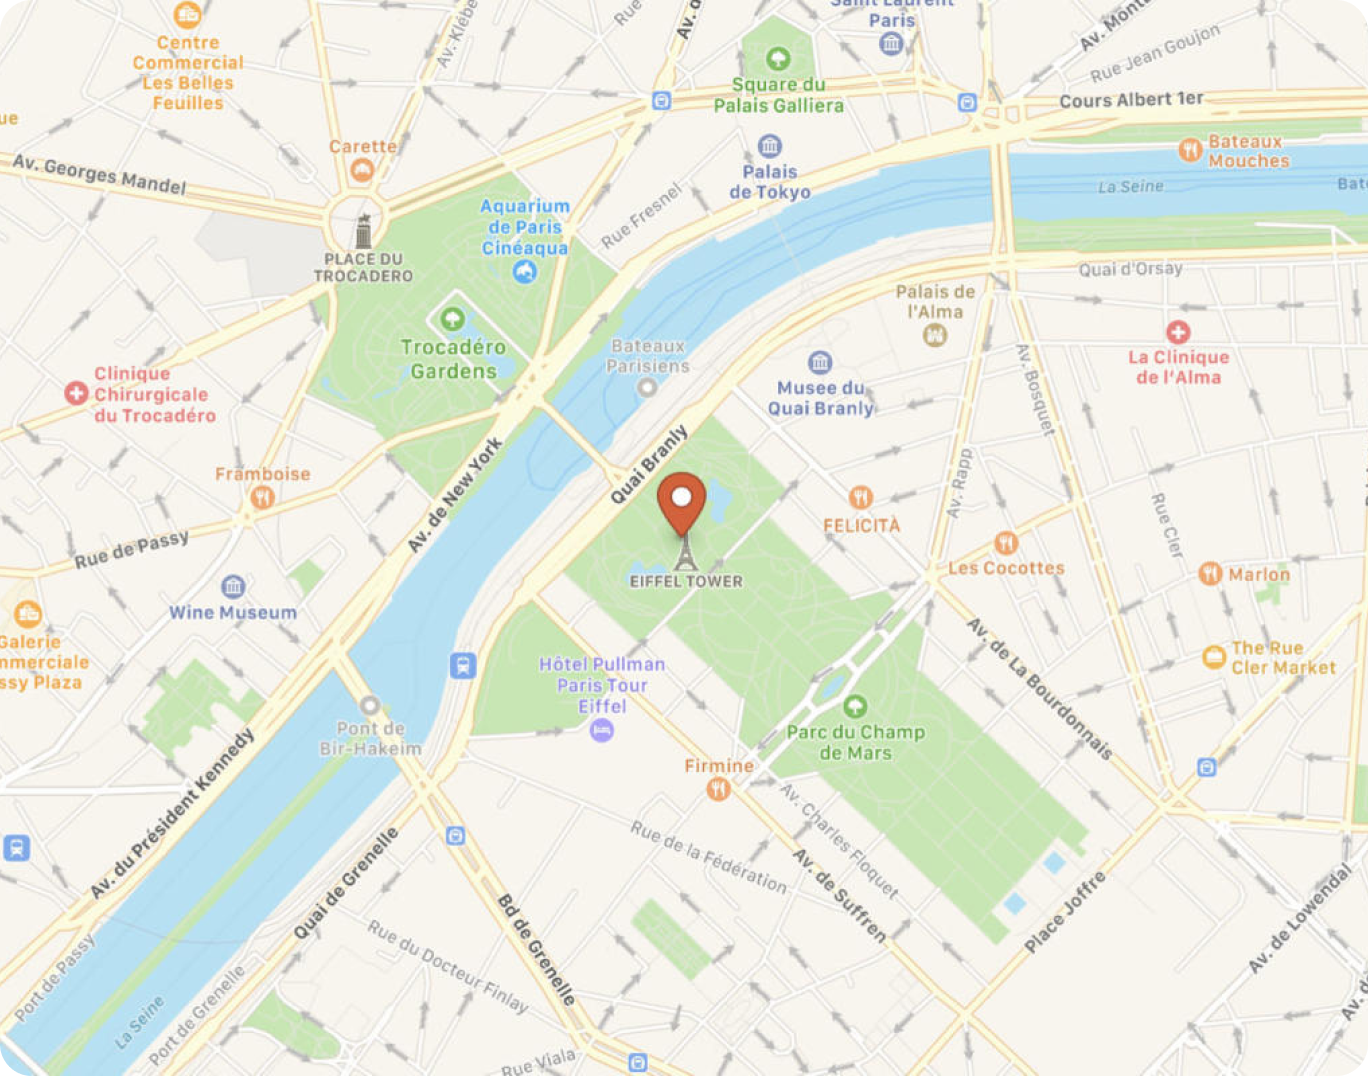 Saint Laurent
Paris
Centre
Commercial
Les Belles
Feuilles
Av. Klébe
Rue
Av. d
Av. Monta
Rue Jean Goujon
Square du
Palais Galliera
Cours Albert 1er
ue
Carette
Av. Georges Mandel
Bateaux
Mouches
Palais
de Tokyo
La Seine
Bate
Aquarium
de Paris
Cinéaqua
Rue Fresnel
PLACE DU
TROCADERO
Quai d'Orsay
Palais de
l'Alma
Trocadéro
Gardens
Bateaux
Parisiens
La Clinique
de l'Alma
Clinique
Chirurgicale
du Trocadéro
Musee du
Quai Branly
Av. Bosquet
Framboise
Quai Branly
Av. de New York
Av. Rapp
Rue Cler
FELICITÀ
Rue de Passy
Les Cocottes
Marlon
EIFFEL TOWER
Wine Museum
Galerie
mmerciale
ssy Plaza
Hôtel Pullman
Paris Tour
Eiffel
Av. de La Bourdonnais
The Rue
Cler Market
Pont de
Bir-Hakeim
Parc du Champ
de Mars
Firmine
Av. du Président Kennedy
Av. Charles Floquet
Rue de la Fédération
Av. de Suffren
Quai de Grenelle
Bd de Grenelle
Place Joffre
Av. de Lowendal
Rue du Docteur Finlay
Port de Passy
Port de Grenelle
La Seine
Rue Viala
Av. de